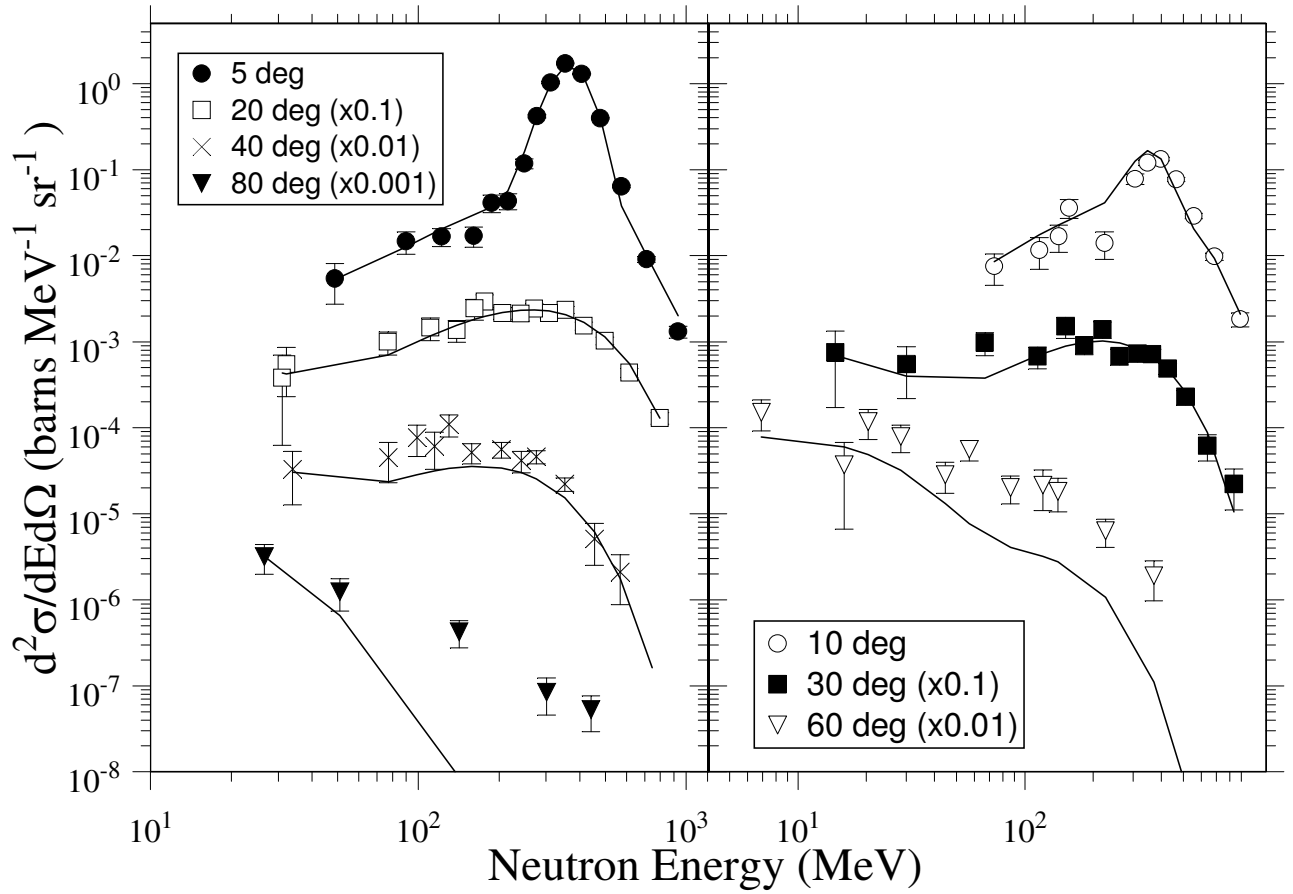 d²σ/dEdΩ (barns MeV⁻¹ sr⁻¹)
10⁰
10⁻¹
10⁻²
10⁻³
10⁻⁴
10⁻⁵
10⁻⁶
10⁻⁷
10⁻⁸
5 deg
20 deg (x0.1)
40 deg (x0.01)
80 deg (x0.001)
10 deg
30 deg (x0.1)
60 deg (x0.01)
10¹ 10² 10³ 10¹ 10²
Neutron Energy (MeV)